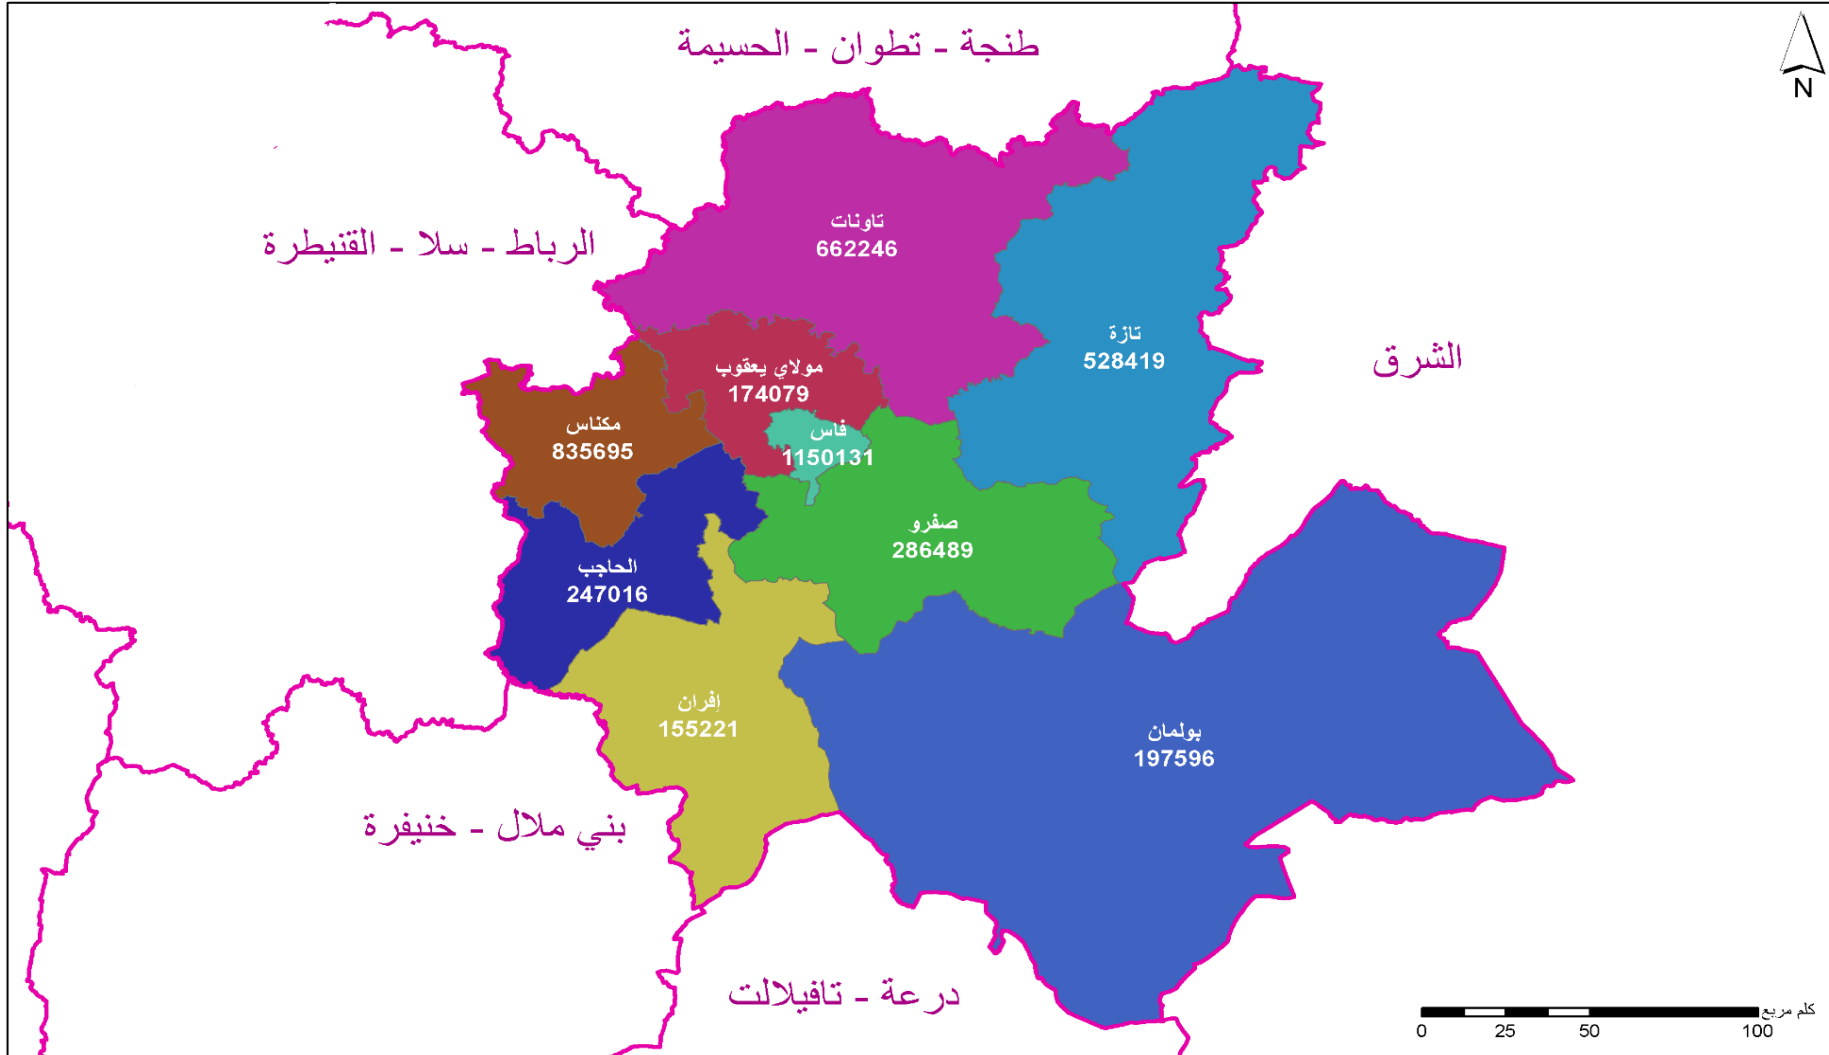 طنجة - تطوان - الحسيمة
N
تاونات
662246
الرباط - سلا - القنيطرة
تازة
528419
الشرق
مولاي يعقوب
174079
مكناس
835695
فاس
1150131
صفرو
286489
الحاجب
247016
إفران
155221
بولمان
197596
بني ملال - خنيفرة
درعة - تافيلالت
كلم مربع
0 25 50 100